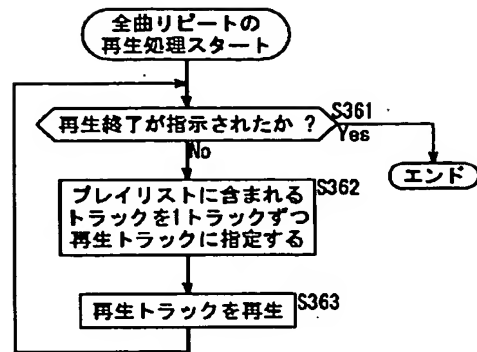 全曲リピートの
再生処理スタート
再生終了が指示されたか ?
S361
Yes
No
エンド
プレイリストに含まれる
トラックを1トラックずつ
再生トラックに指定する
S362
再生トラックを再生
S363